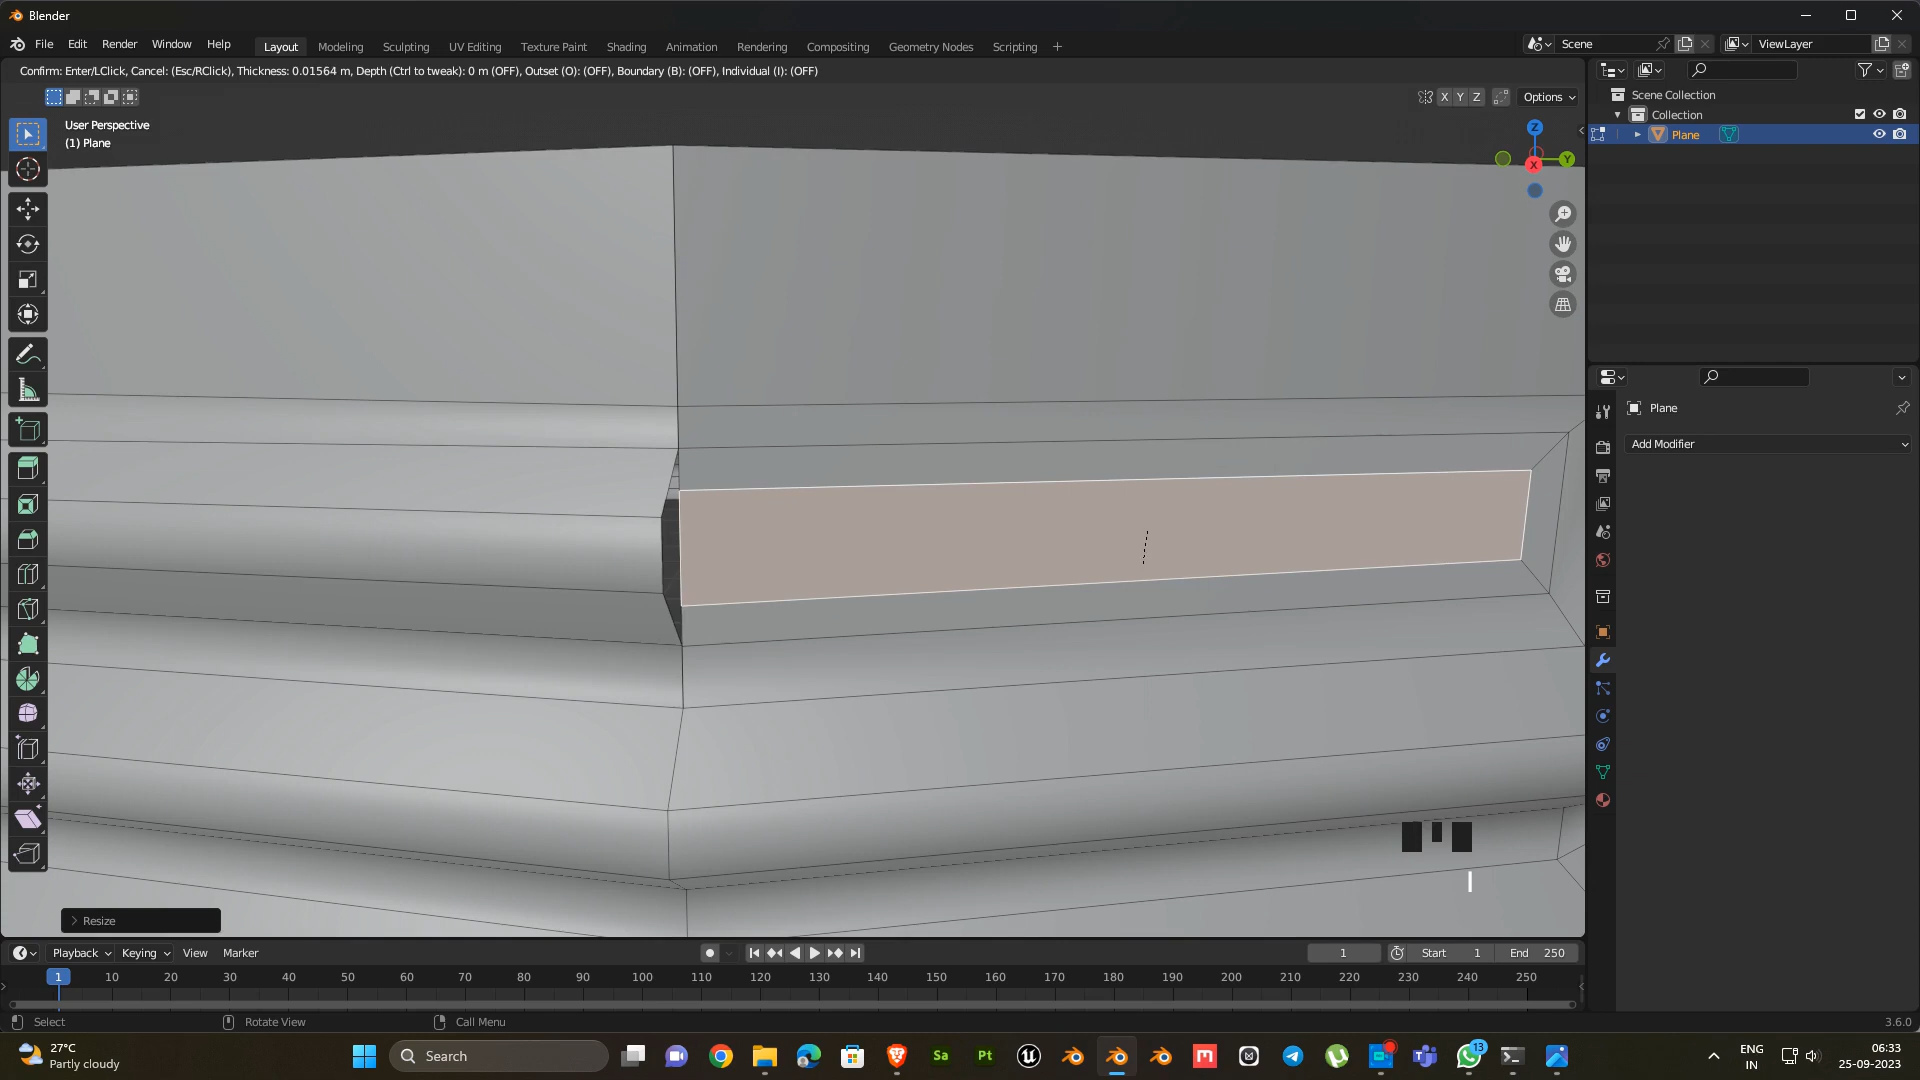 Blender
File Edit Render Window Help
Layout Modeling Sculpting UV Editing Texture Paint Shading Animation Rendering Compositing Geometry Nodes Scripting +
Scene
ViewLayer
Confirm: Enter/LClick, Cancel: (Esc/RClick), Thickness: 0.01564 m, Depth (Ctrl to tweak): 0 m (OFF), Outset (O): (OFF), Boundary (B): (OFF), Individual (I): (OFF)
X Y Z Options
User Perspective
(1) Plane
Z
Y
X
Scene Collection
Collection
Plane
Plane
Add Modifier
I
Resize
Playback Keying View Marker
1 Start 1 End 250
1 10 20 30 40 50 60 70 80 90 100 110 120 130 140 150 160 170 180 190 200 210 220 230 240 250
Select Rotate View Call Menu
3.6.0
27°C
Partly cloudy
Search
Sa
Pt
13
ENG
IN
06:33
25-09-2023